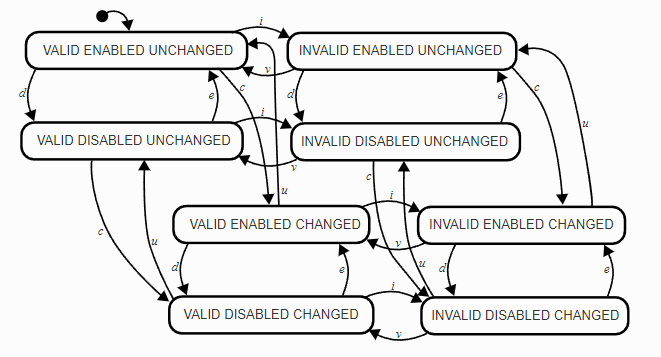 i
VALID ENABLED UNCHANGED
INVALID ENABLED UNCHANGED
v
d
e
c
d
e
c
i
VALID DISABLED UNCHANGED
INVALID DISABLED UNCHANGED
u
v
c
u
i
VALID ENABLED CHANGED
INVALID ENABLED CHANGED
c
u
v
d
e
u
d
e
i
VALID DISABLED CHANGED
INVALID DISABLED CHANGED
v